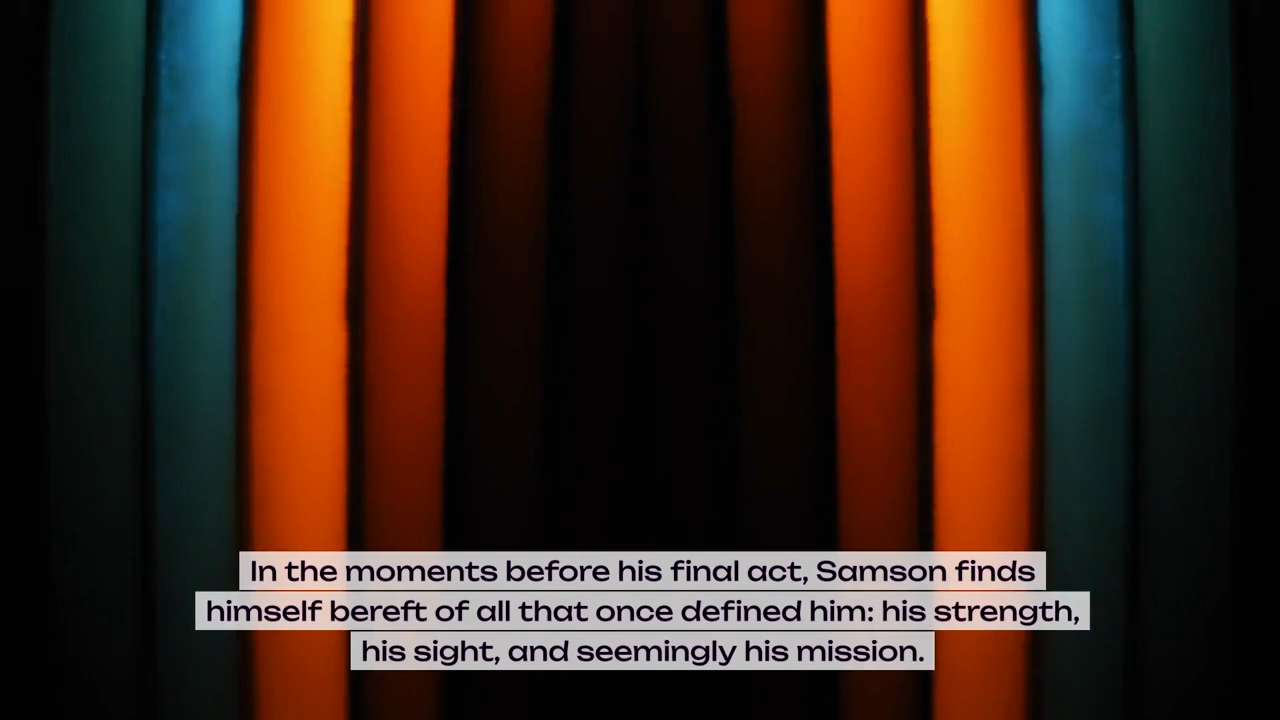 In the moments before his final act, Samson finds
himself bereft of all that once defined him: his strength,
his sight, and seemingly his mission.